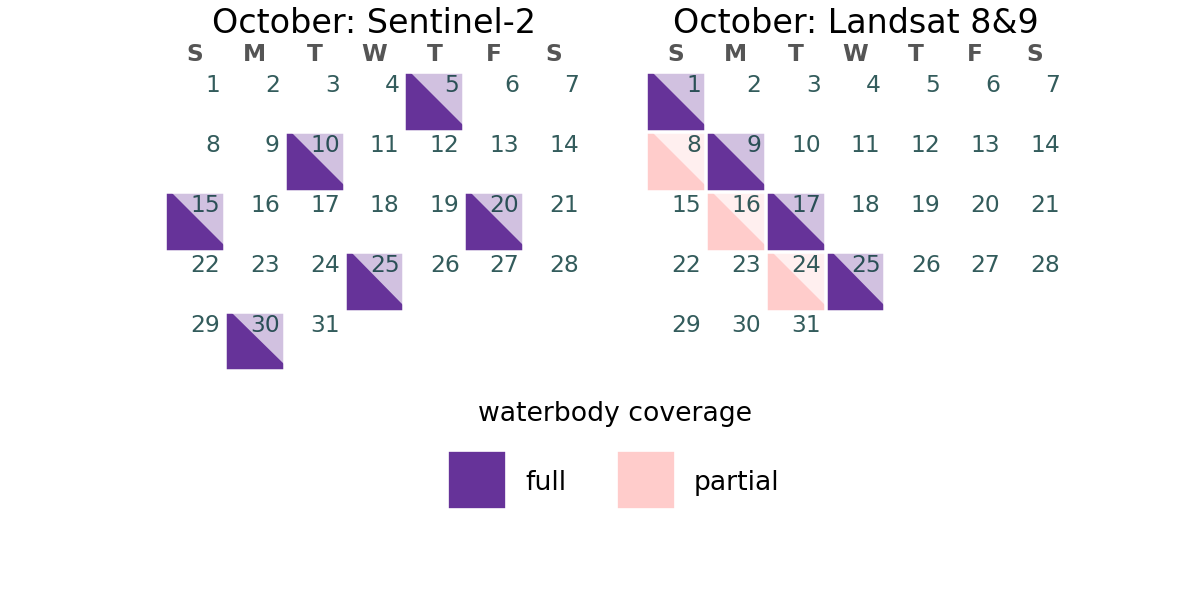 October: Sentinel-2
S M T W T F S
1 2 3 4 5 6 7
8 9 10 11 12 13 14
15 16 17 18 19 20 21
22 23 24 25 26 27 28
29 30 31
October: Landsat 8&9
S M T W T F S
1 2 3 4 5 6 7
8 9 10 11 12 13 14
15 16 17 18 19 20 21
22 23 24 25 26 27 28
29 30 31
waterbody coverage
full partial